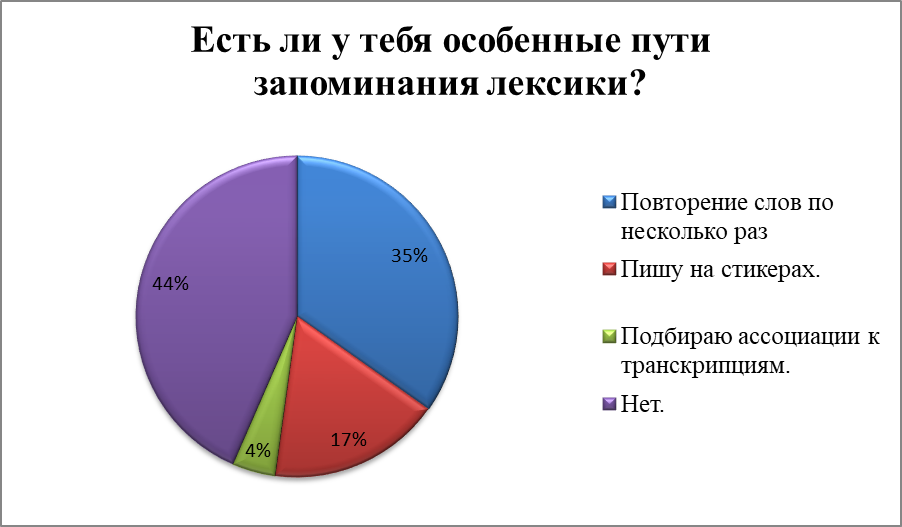 Есть ли у тебя особенные пути
запоминания лексики?
35%
17%
4%
44%
Повторение слов по
несколько раз
Пишу на стикерах.
Подбираю ассоциации к
транскрипциям.
Нет.